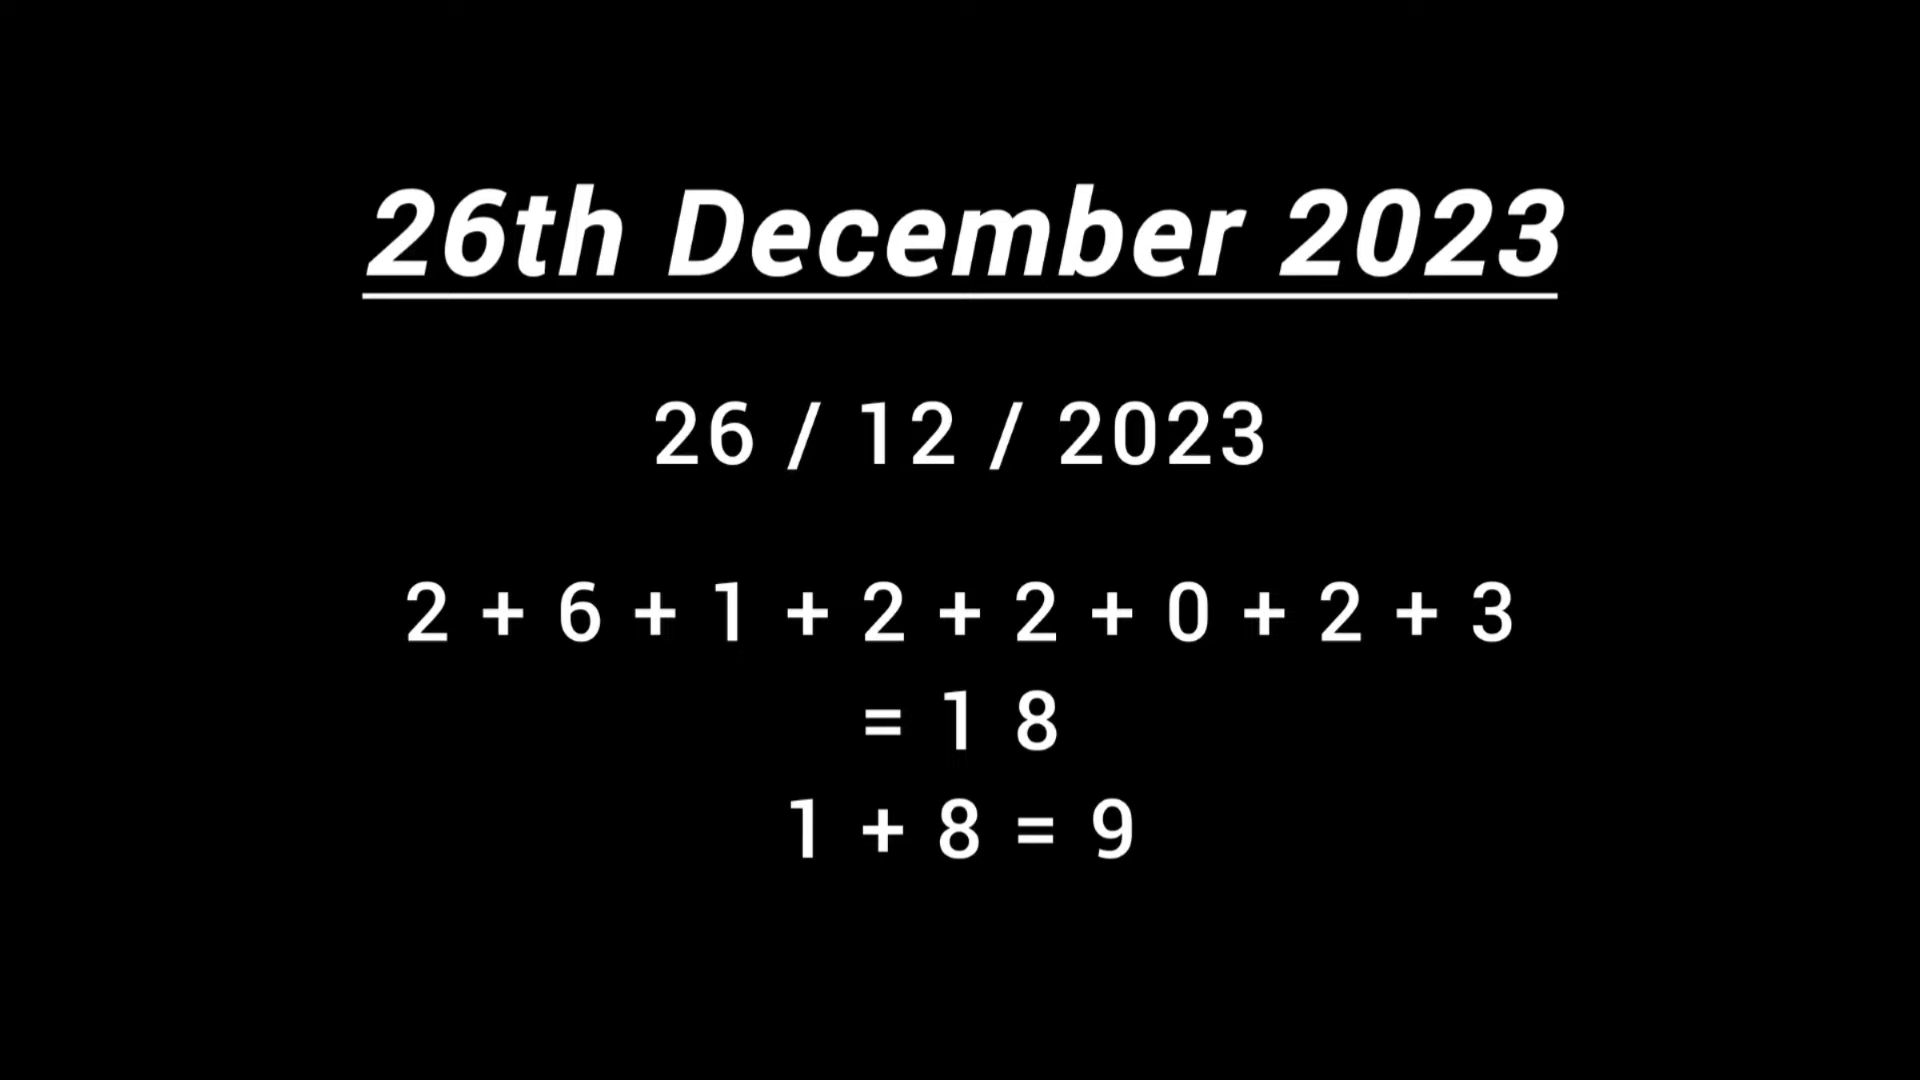 26th December 2023
26 / 12 / 2023
2 + 6 + 1 + 2 + 2 + 0 + 2 + 3
= 1 8
1 + 8 = 9